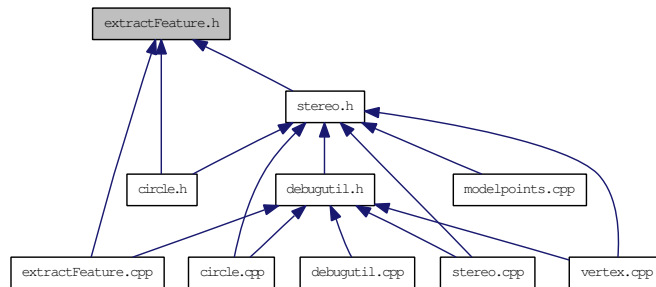 extractFeature.h
stereo.h
circle.h
debugutil.h
modelpoints.cpp
extractFeature.cpp
circle.cpp
debugutil.cpp
stereo.cpp
vertex.cpp